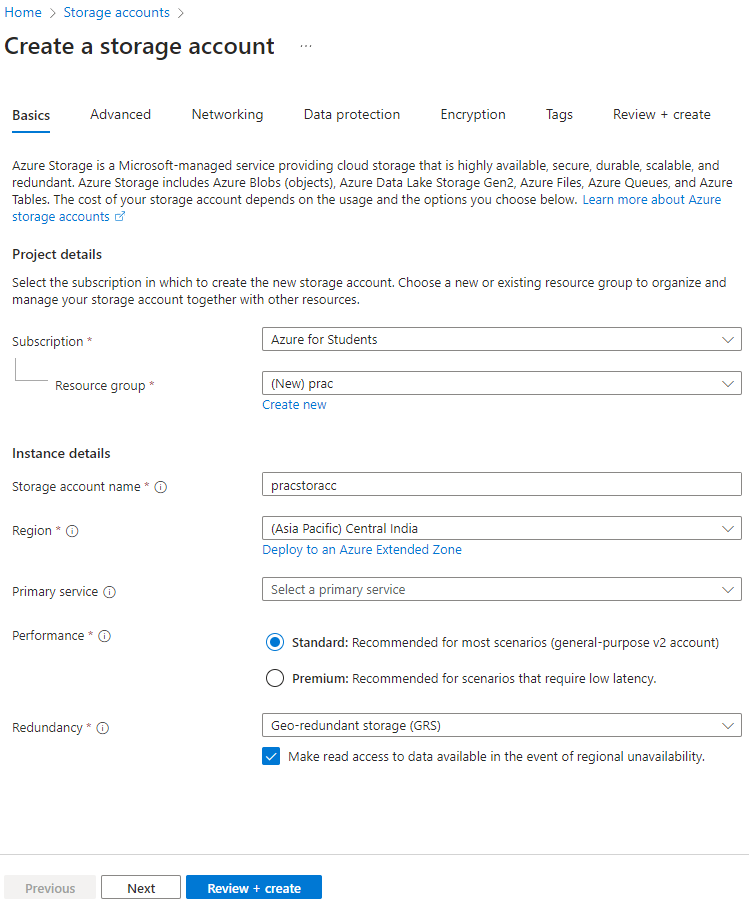 Home > Storage accounts >
Create a storage account ...
Basics Advanced Networking Data protection Encryption Tags Review + create
Azure Storage is a Microsoft-managed service providing cloud storage that is highly available, secure, durable, scalable, and
redundant. Azure Storage includes Azure Blobs (objects), Azure Data Lake Storage Gen2, Azure Files, Azure Queues, and Azure
Tables. The cost of your storage account depends on the usage and the options you choose below. Learn more about Azure
storage accounts
Project details
Select the subscription in which to create the new storage account. Choose a new or existing resource group to organize and
manage your storage account together with other resources.
Subscription * Azure for Students
Resource group * (New) prac
Create new
Instance details
Storage account name * pracstoracc
Region * (Asia Pacific) Central India
Deploy to an Azure Extended Zone
Primary service Select a primary service
Performance * Standard: Recommended for most scenarios (general-purpose v2 account)
Premium: Recommended for scenarios that require low latency.
Redundancy * Geo-redundant storage (GRS)
Make read access to data available in the event of regional unavailability.
Previous Next Review + create